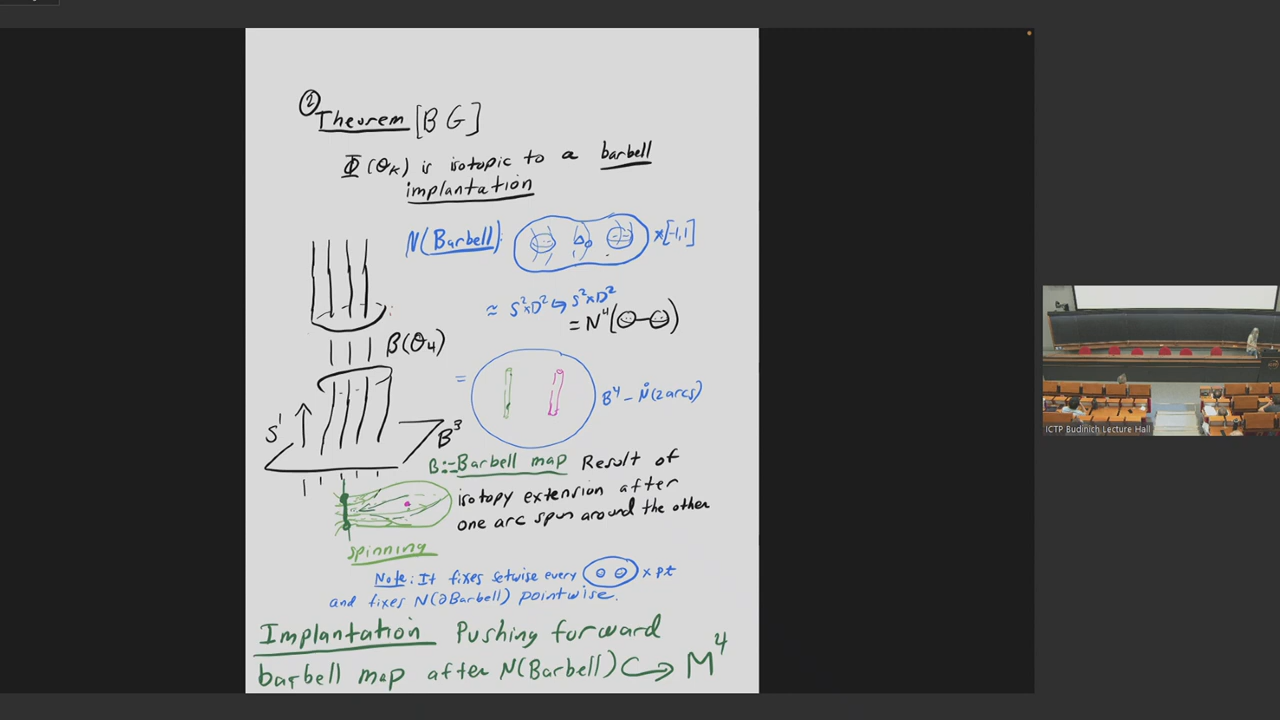 ②
Theorem [BG]
Φ(θ_K) is isotopic to a barbell
implantation
N(Barbell): × [-1,1]
≈ S²×D² ♮ S²×D²
= N⁴( )
β(θ_4)
= B⁴ - N̊(2 arcs)
S¹
B³
B:=Barbell map Result of
isotopy extension after
one arc spun around the other
spinning
Note: It fixes setwise every × pt
and fixes N(∂Barbell) pointwise.
Implantation Pushing forward
barbell map after N(Barbell) ↪ M⁴
ICTP Budinich Lecture Hall